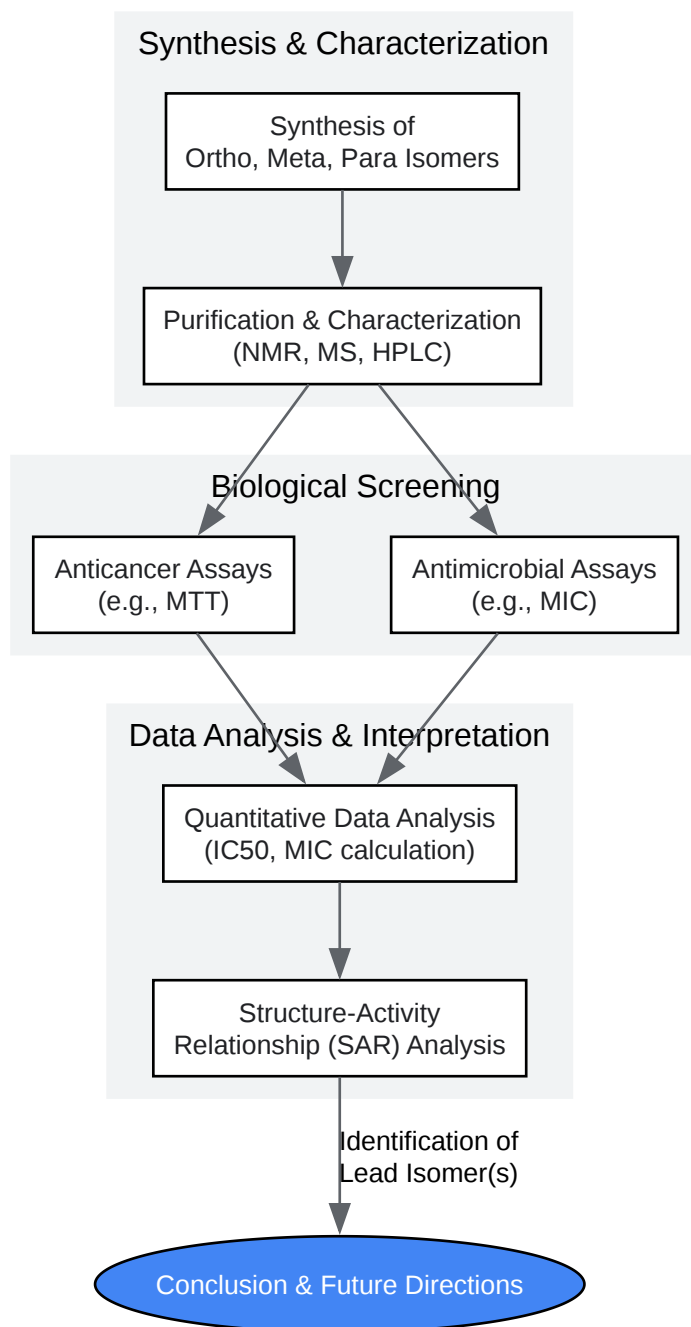 Synthesis & Characterization
Synthesis of
Ortho, Meta, Para Isomers
Purification & Characterization
(NMR, MS, HPLC)
Biological Screening
Anticancer Assays
(e.g., MTT)
Antimicrobial Assays
(e.g., MIC)
Data Analysis & Interpretation
Quantitative Data Analysis
(IC50, MIC calculation)
Structure-Activity
Relationship (SAR) Analysis
Identification of
Lead Isomer(s)
Conclusion & Future Directions